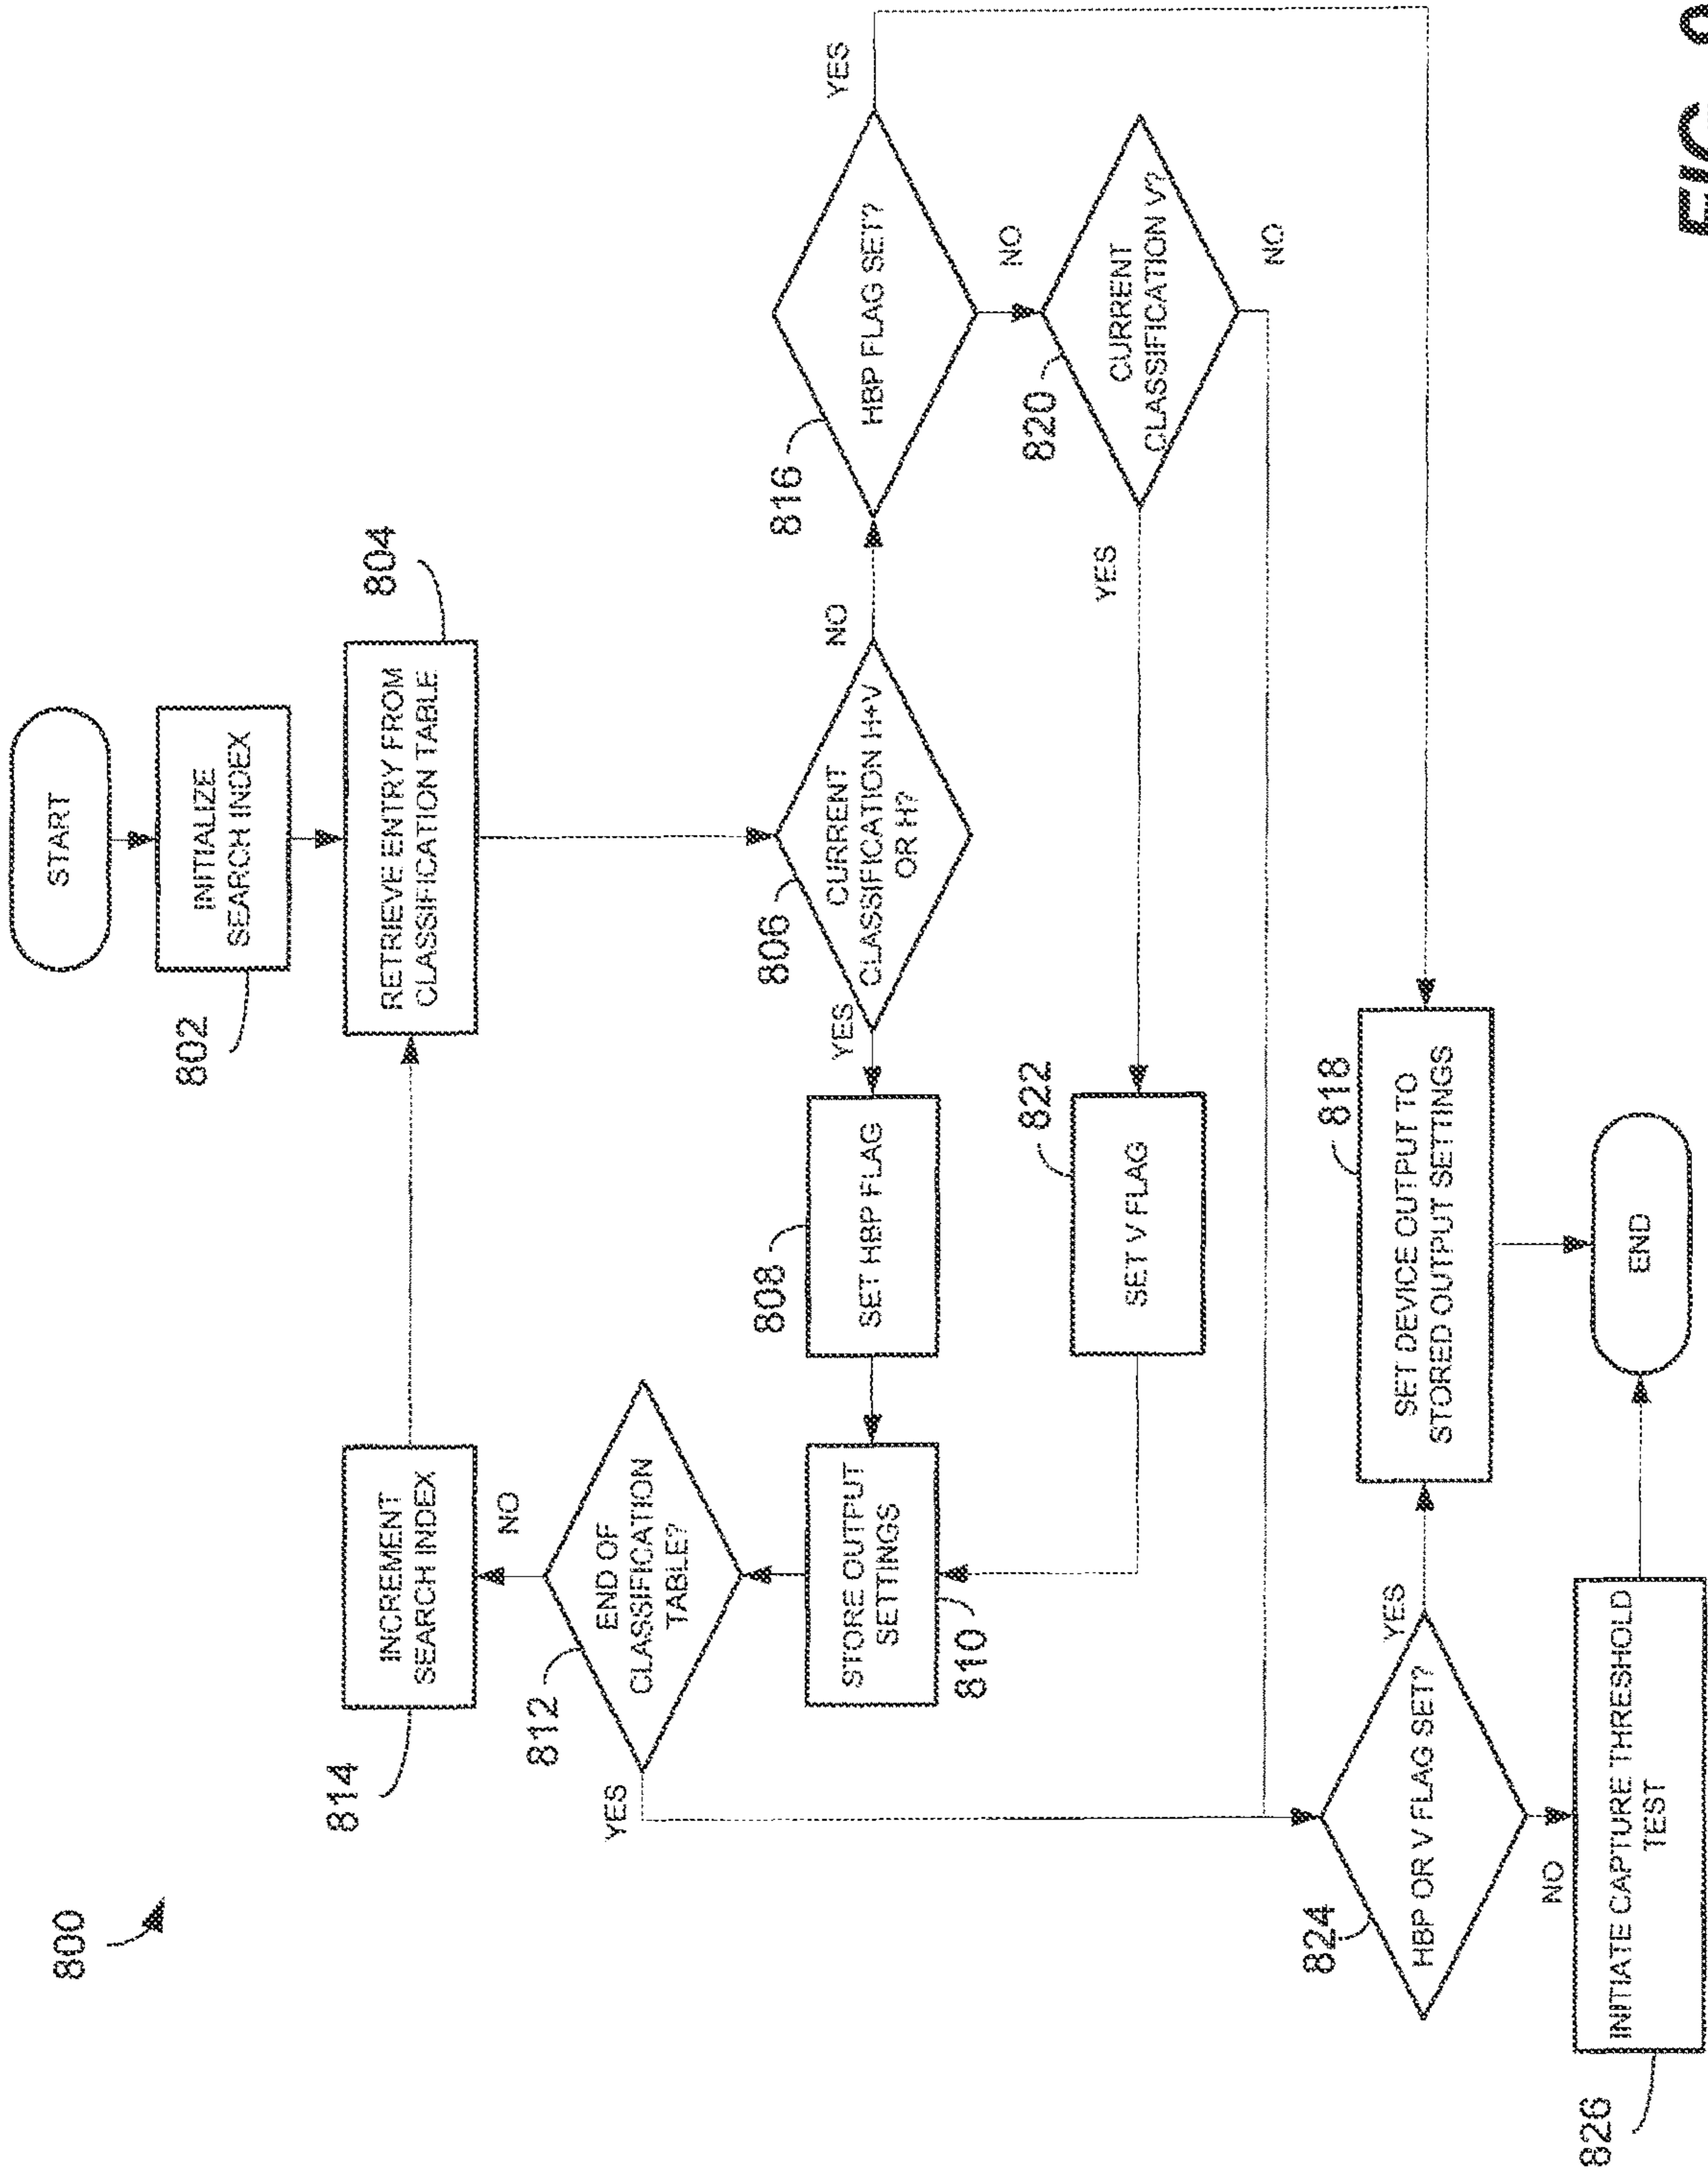 800
START
INITIALIZE
SEARCH INDEX
802
RETRIEVE ENTRY FROM
CLASSIFICATION TABLE
804
CURRENT
CLASSIFICATION H+V
OR H?
806
YES
NO
SET HBP FLAG
808
STORE OUTPUT
SETTINGS
810
END OF
CLASSIFICATION
TABLE?
812
NO
YES
INCREMENT
SEARCH INDEX
814
HBP FLAG SET?
816
YES
NO
CURRENT
CLASSIFICATION V?
820
YES
NO
SET V FLAG
822
SET DEVICE OUTPUT TO
STORED OUTPUT SETTINGS
818
HBP OR V FLAG SET?
824
YES
NO
INITIATE CAPTURE THRESHOLD
TEST
826
END